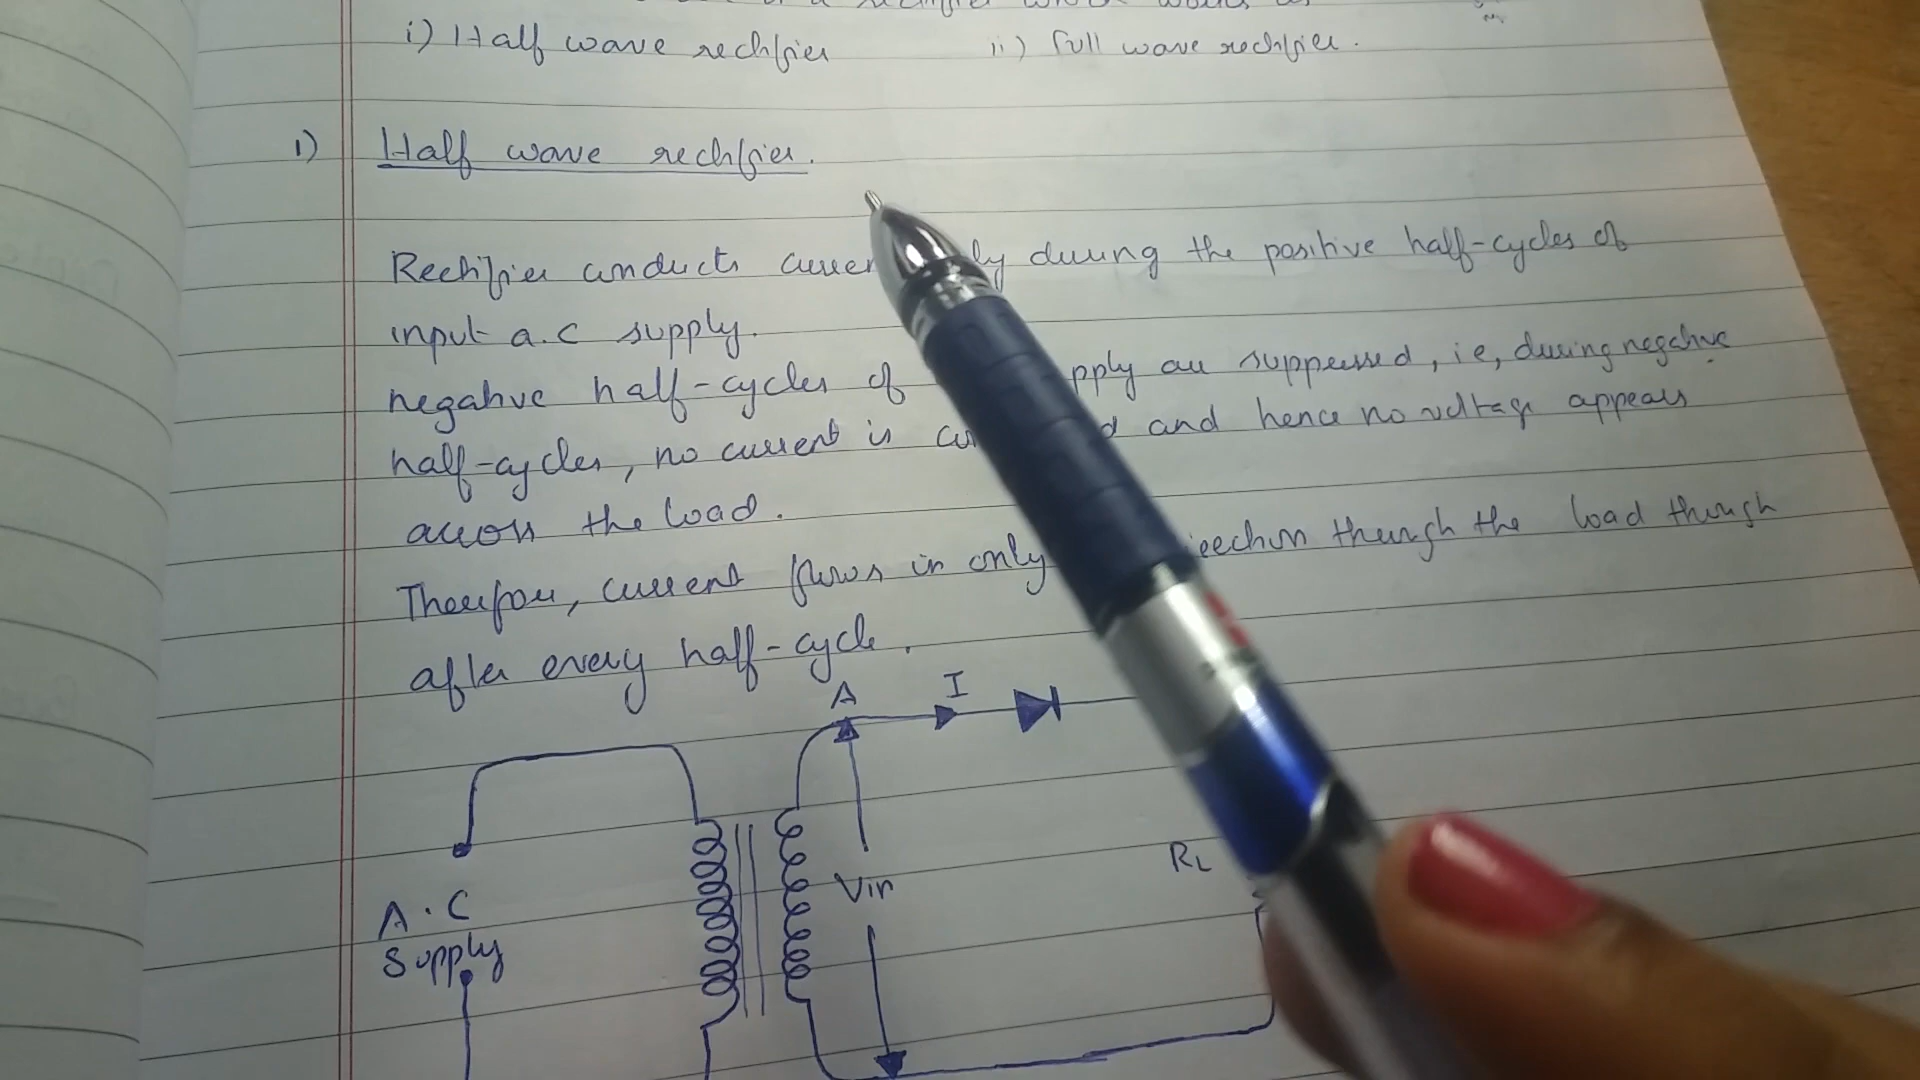 i) Half wave rectifier ii) full wave rectifier.
1) Half wave rectifier.
Rectifier conducts current during the positive half-cycles of
input a.c supply.
negative half-cycles of are suppressed, i.e, during negative
half-cycles, no current is and hence no voltage appears
across the load.
Therefore, current flows in only through the load though
after every half-cycle.
A I
Vin RL
A.C
Supply